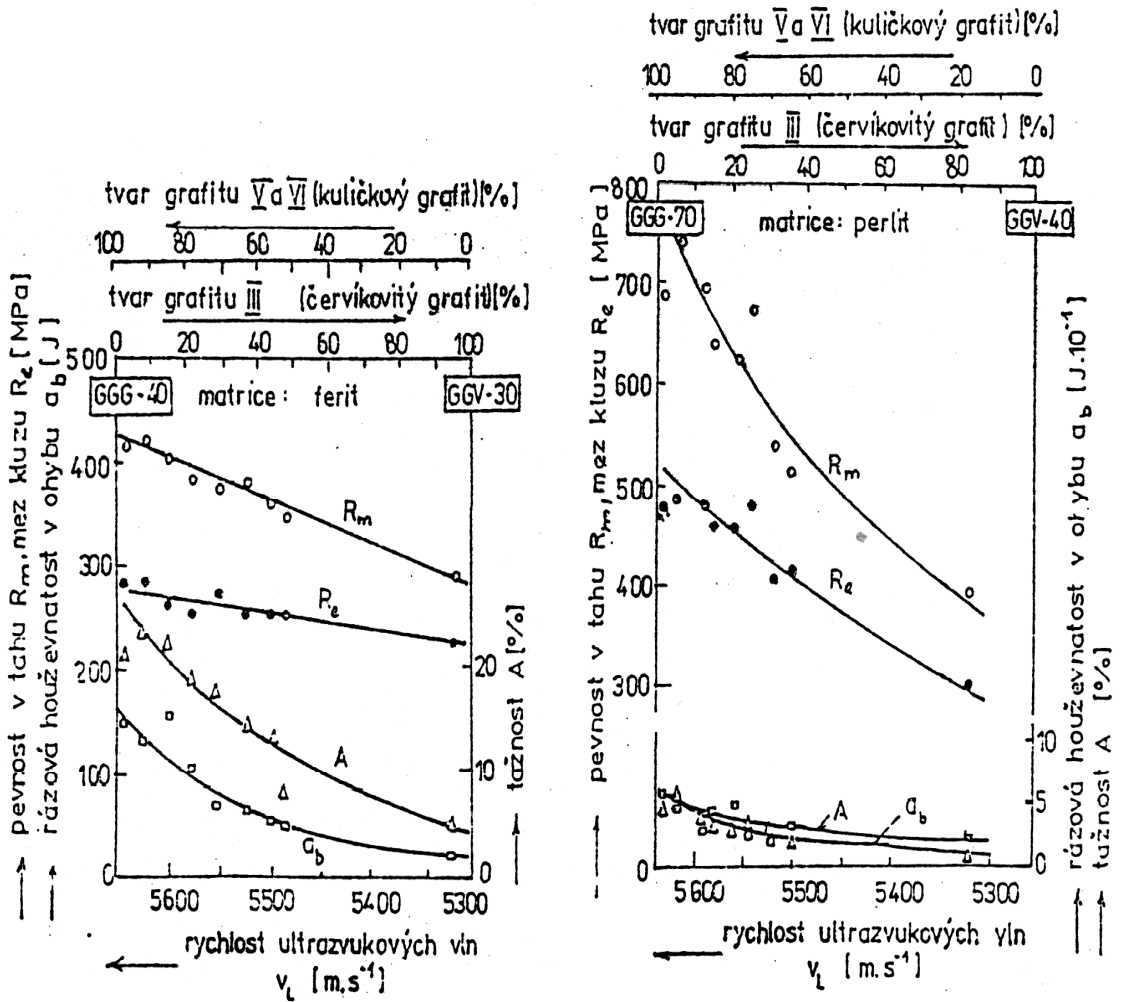 tvar grafitu V a VI (kuličkový grafit) [%]
100 80 60 40 20 0
tvar grafitu III (červíkovitý grafit) [%]
0 20 40 60 80 100
500
GGG-40 matrice: ferit GGV-30
400
Rm
300
Re
200
20
A
100
10
ab
0
0
5600 5500 5400 5300
rychlost ultrazvukových vln
vL [m.s-1]
pevnost v tahu Rm, mez kluzu Re [MPa]
rázová houževnatost v ohybu ab [J]
tažnost A [%]
tvar grafitu V a VI (kuličkový grafit) [%]
100 80 60 40 20 0
tvar grafitu III (červíkovitý grafit) [%]
0 20 40 60 80 100
800
GGG-70 matrice: perlit GGV-40
700
600
Rm
500
Re
400
300
10
A ab
5
0
0
5600 5500 5400 5300
rychlost ultrazvukových vln
vL [m.s-1]
pevnost v tahu Rm, mez kluzu Re [MPa]
rázová houževnatost v ohybu ab [J.10-1]
tažnost A [%]